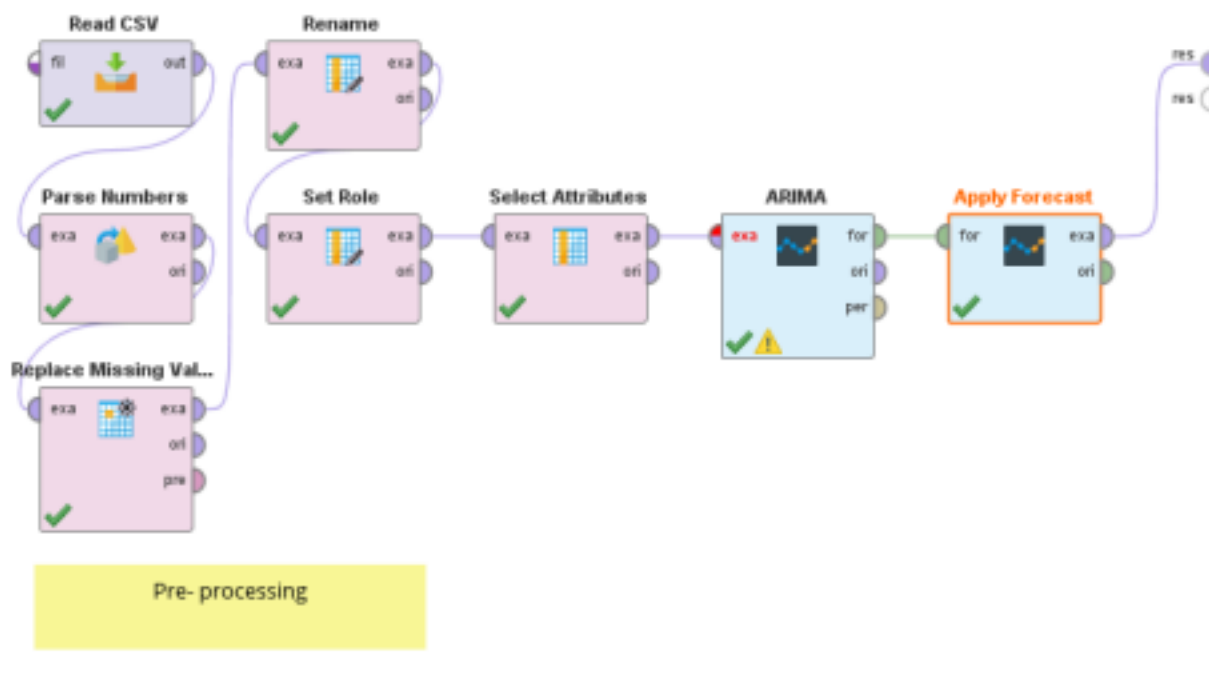 Read CSV
fil
out
Rename
exa
exa
ori
res
res
Parse Numbers
exa
exa
ori
Set Role
exa
exa
ori
Select Attributes
exa
exa
ori
ARIMA
exa
for
ori
per
Apply Forecast
for
exa
ori
Replace Missing Val...
exa
exa
ori
pre
Pre- processing